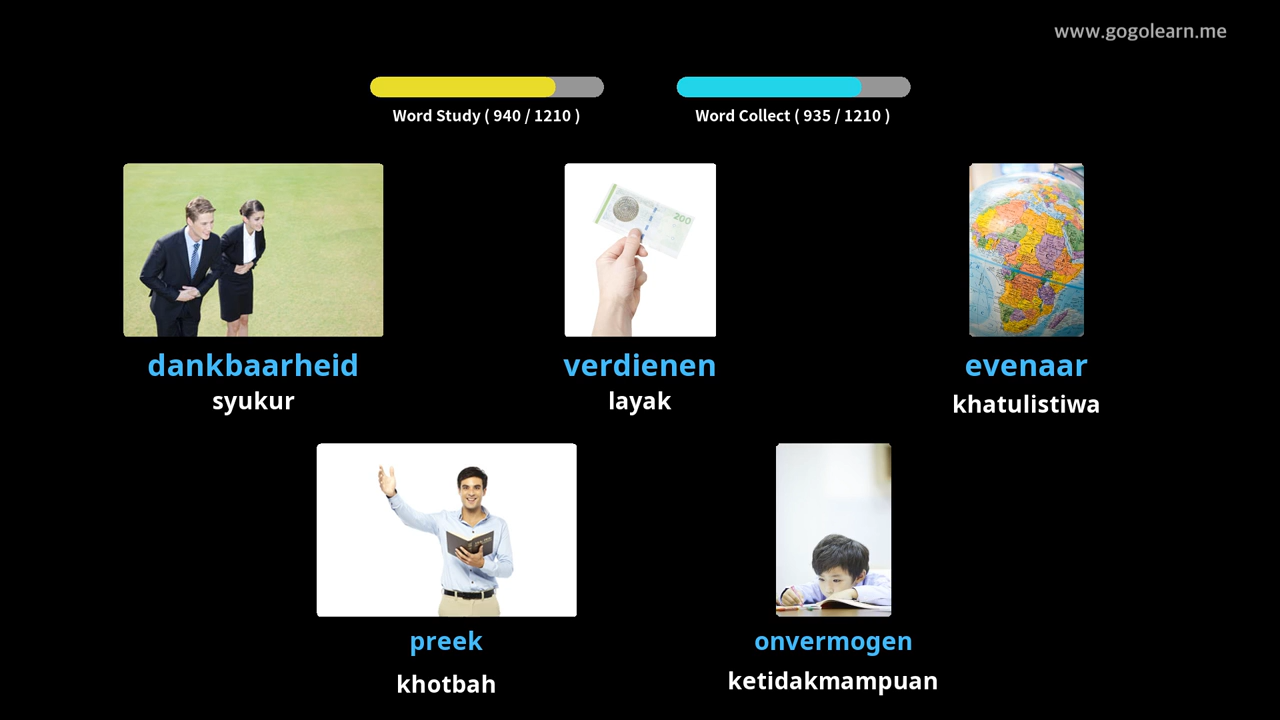 www.gogolearn.me
Word Study ( 940 / 1210 )
Word Collect ( 935 / 1210 )
200
dankbaarheid
verdienen
evenaar
syukur
layak
khatulistiwa
preek
onvermogen
khotbah
ketidakmampuan